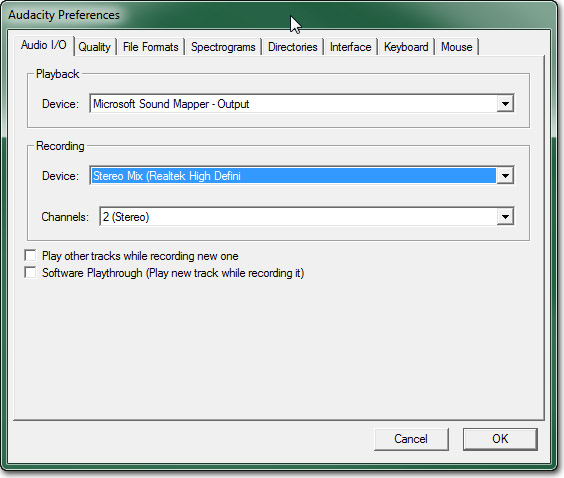 Audacity Preferences
Audio I/O Quality File Formats Spectrograms Directories Interface Keyboard Mouse
Playback
Device: Microsoft Sound Mapper - Output
Recording
Device: Stereo Mix (Realtek High Defini
Channels: 2 (Stereo)
Play other tracks while recording new one
Software Playthrough (Play new track while recording it)
Cancel OK